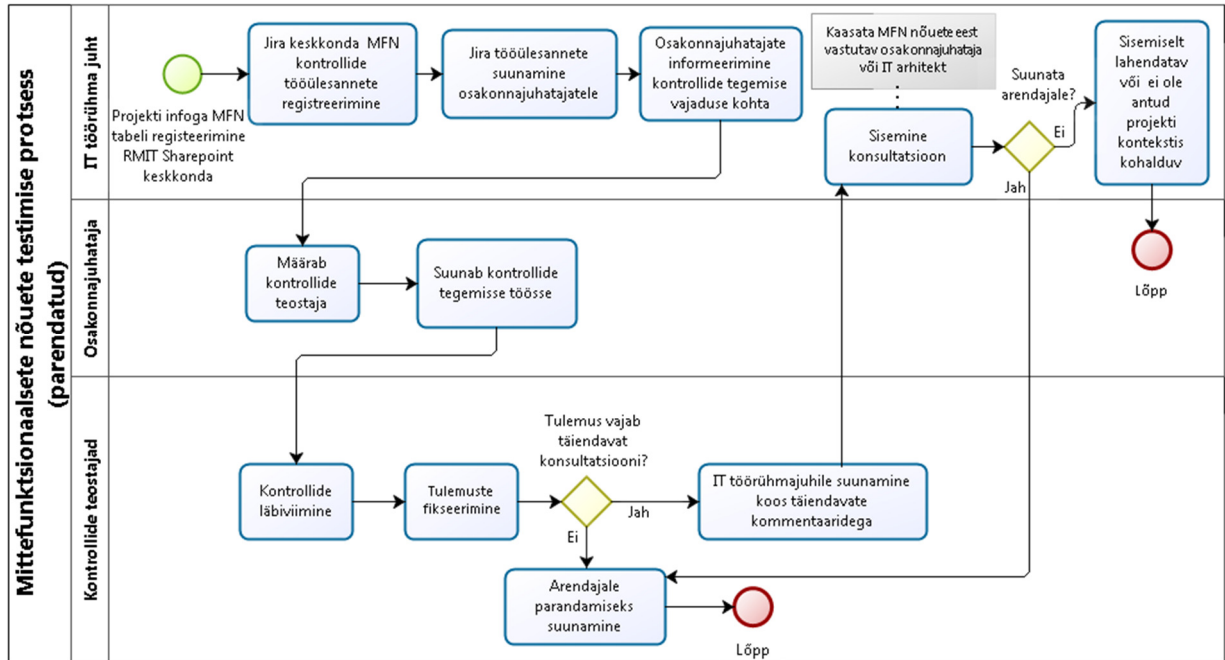 Mittefunktsionaalsete nõuete testimise protsess
(parendatud)
IT töörühma juht
Projekti infoga MFN
tabeli registeerimine
RMIT Sharepoint
keskkonda
Jira keskkonda MFN
kontrollide
tööülesannete
registreerimine
Jira tööülesannete
suunamine
osakonnajuhatajatele
Osakonnajuhatajate
informeerimine
kontrollide tegemise
vajaduse kohta
Kaasata MFN nõuete eest
vastutav osakonnajuhataja
või IT arhitekt
Sisemine
konsultatsioon
Suunata
arendajale?
Ei
Jah
Sisemiselt
lahendatav
või ei ole
antud
projekti
kontekstis
kohalduv
Osakonnajuhataja
Määrab
kontrollide
teostaja
Suunab kontrollide
tegemisse töösse
Lõpp
Kontrollide teostajad
Kontrollide
läbiviimine
Tulemuste
fikseerimine
Tulemus vajab
täiendavat
konsultatsiooni?
Jah
Ei
IT töörühmajuhile suunamine
koos täiendavate
kommentaaridega
Arendajale
parandamiseks
suunamine
Lõpp